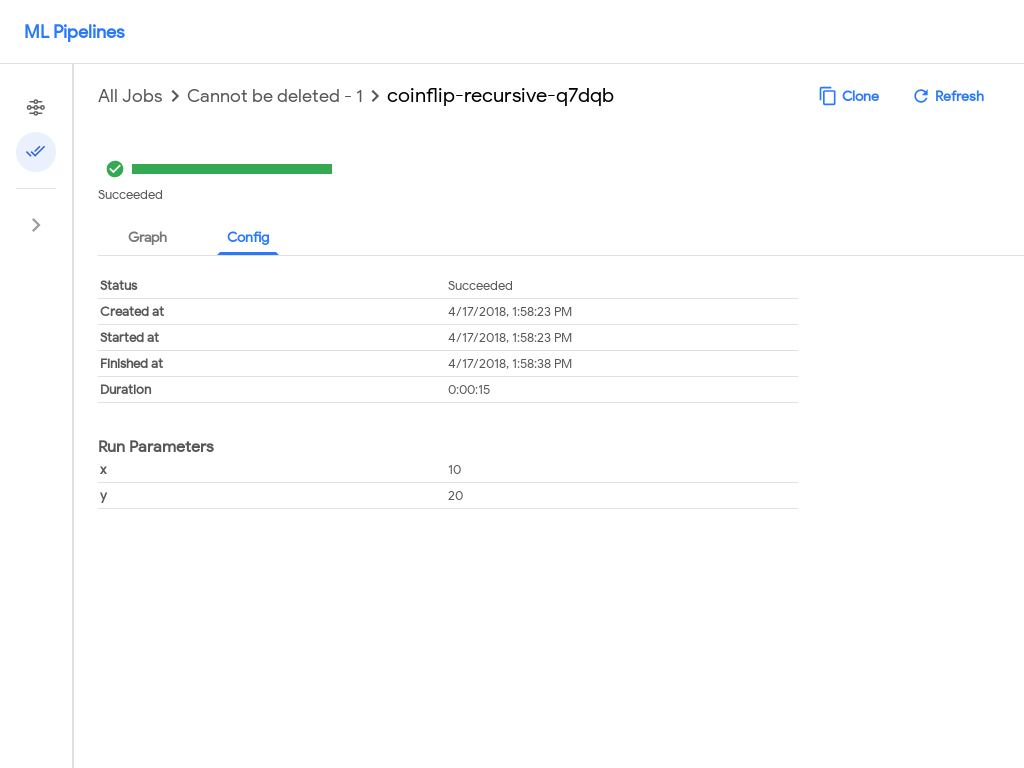 ML Pipelines
All Jobs > Cannot be deleted - 1 > coinflip-recursive-q7dqb
Clone
Refresh
Succeeded
Graph
Config
Status Succeeded
Created at 4/17/2018, 1:58:23 PM
Started at 4/17/2018, 1:58:23 PM
Finished at 4/17/2018, 1:58:38 PM
Duration 0:00:15
Run Parameters
x 10
y 20